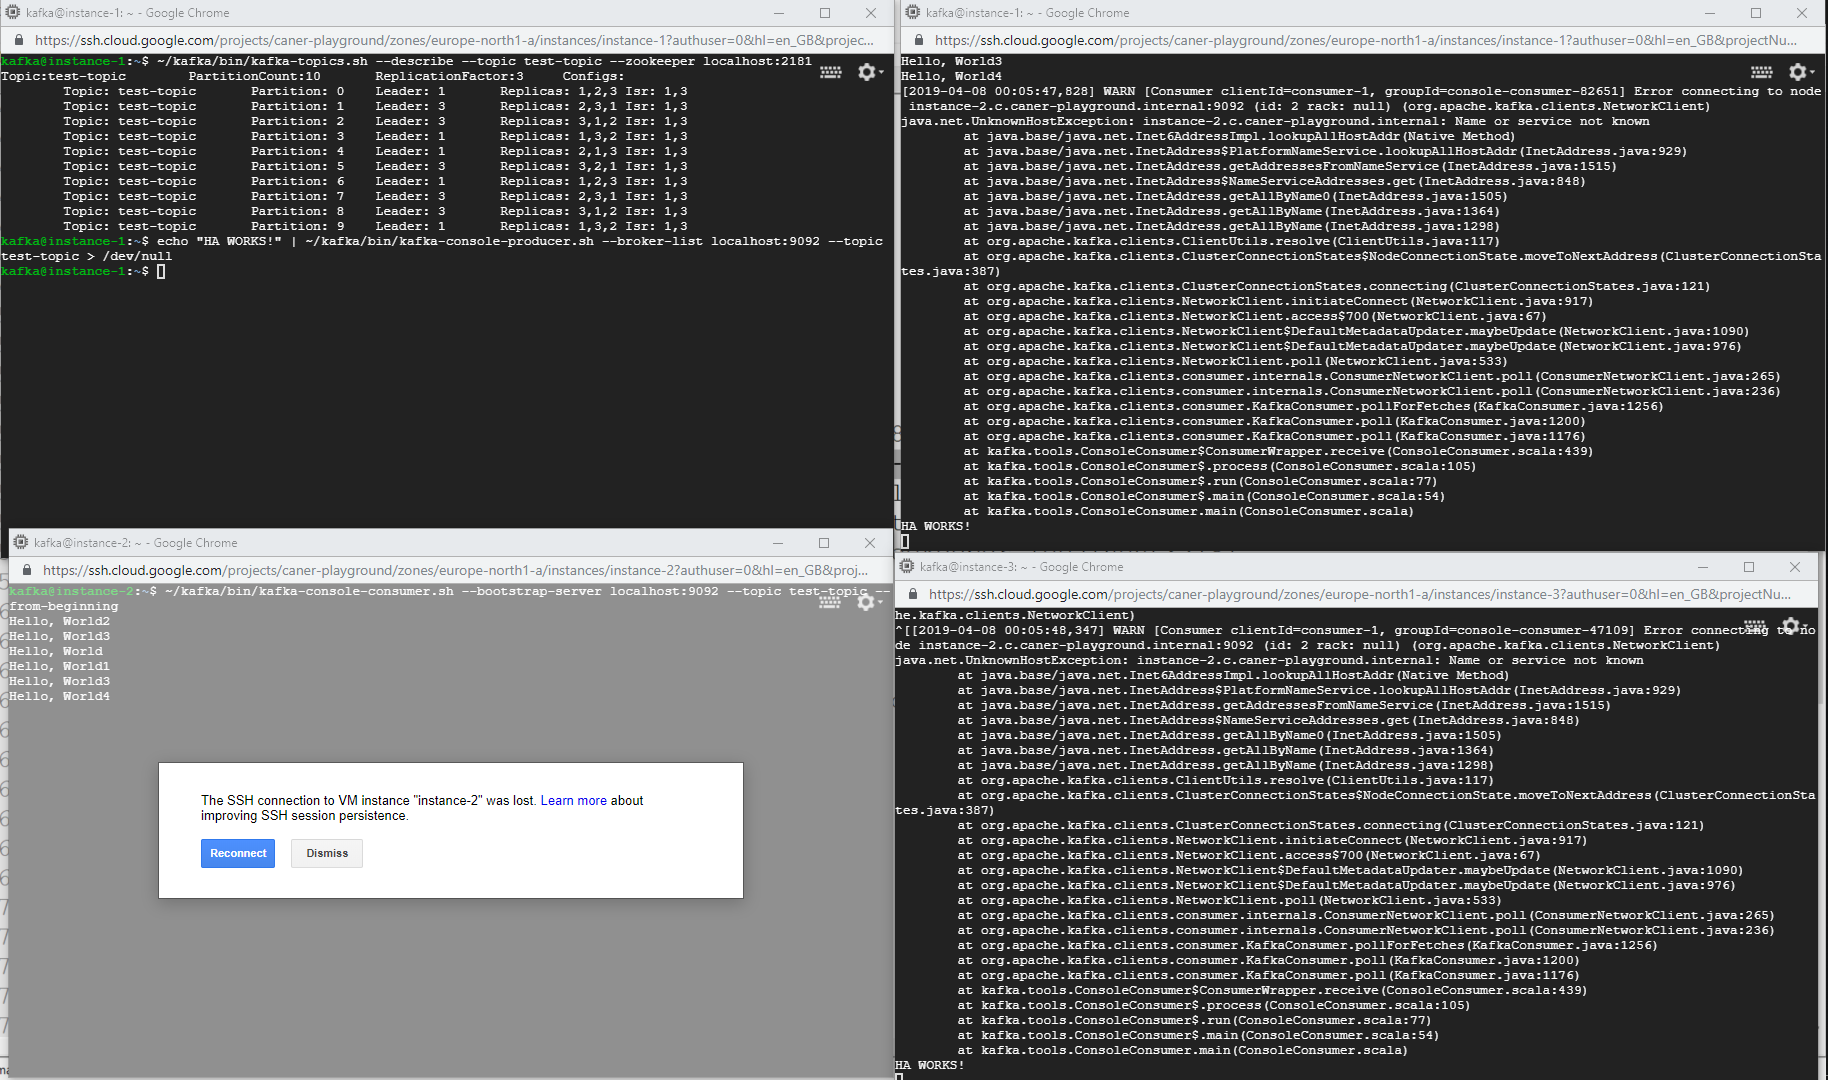 kafka@instance-1: ~ - Google Chrome
https://ssh.cloud.google.com/projects/caner-playground/zones/europe-north1-a/instances/instance-1?authuser=0&hl=en_GB&projec...
kafka@instance-1:~$ ~/kafka/bin/kafka-topics.sh --describe --topic test-topic --zookeeper localhost:2181
Topic:test-topic PartitionCount:10 ReplicationFactor:3 Configs:
Topic: test-topic Partition: 0 Leader: 1 Replicas: 1,2,3 Isr: 1,3
Topic: test-topic Partition: 1 Leader: 3 Replicas: 2,3,1 Isr: 1,3
Topic: test-topic Partition: 2 Leader: 3 Replicas: 3,1,2 Isr: 1,3
Topic: test-topic Partition: 3 Leader: 1 Replicas: 1,3,2 Isr: 1,3
Topic: test-topic Partition: 4 Leader: 1 Replicas: 2,1,3 Isr: 1,3
Topic: test-topic Partition: 5 Leader: 3 Replicas: 3,2,1 Isr: 1,3
Topic: test-topic Partition: 6 Leader: 1 Replicas: 1,2,3 Isr: 1,3
Topic: test-topic Partition: 7 Leader: 3 Replicas: 2,3,1 Isr: 1,3
Topic: test-topic Partition: 8 Leader: 3 Replicas: 3,1,2 Isr: 1,3
Topic: test-topic Partition: 9 Leader: 1 Replicas: 1,3,2 Isr: 1,3
kafka@instance-1:~$ echo "HA WORKS!" | ~/kafka/bin/kafka-console-producer.sh --broker-list localhost:9092 --topic
test-topic > /dev/null
kafka@instance-1:~$
kafka@instance-1: ~ - Google Chrome
https://ssh.cloud.google.com/projects/caner-playground/zones/europe-north1-a/instances/instance-1?authuser=0&hl=en_GB&projectNu...
Hello, World3
Hello, World4
[2019-04-08 00:05:47,828] WARN [Consumer clientId=consumer-1, groupId=console-consumer-82651] Error connecting to node
instance-2.c.caner-playground.internal:9092 (id: 2 rack: null) (org.apache.kafka.clients.NetworkClient)
java.net.UnknownHostException: instance-2.c.caner-playground.internal: Name or service not known
at java.base/java.net.Inet6AddressImpl.lookupAllHostAddr(Native Method)
at java.base/java.net.InetAddress$PlatformNameService.lookupAllHostAddr(InetAddress.java:929)
at java.base/java.net.InetAddress.getAddressesFromNameService(InetAddress.java:1515)
at java.base/java.net.InetAddress$NameServiceAddresses.get(InetAddress.java:848)
at java.base/java.net.InetAddress.getAllByName0(InetAddress.java:1505)
at java.base/java.net.InetAddress.getAllByName(InetAddress.java:1364)
at java.base/java.net.InetAddress.getAllByName(InetAddress.java:1298)
at org.apache.kafka.clients.ClientUtils.resolve(ClientUtils.java:117)
at org.apache.kafka.clients.ClusterConnectionStates$NodeConnectionState.moveToNextAddress(ClusterConnectionSta
tes.java:387)
at org.apache.kafka.clients.ClusterConnectionStates.connecting(ClusterConnectionStates.java:121)
at org.apache.kafka.clients.NetworkClient.initiateConnect(NetworkClient.java:917)
at org.apache.kafka.clients.NetworkClient.access$700(NetworkClient.java:67)
at org.apache.kafka.clients.NetworkClient$DefaultMetadataUpdater.maybeUpdate(NetworkClient.java:1090)
at org.apache.kafka.clients.NetworkClient$DefaultMetadataUpdater.maybeUpdate(NetworkClient.java:976)
at org.apache.kafka.clients.NetworkClient.poll(NetworkClient.java:533)
at org.apache.kafka.clients.consumer.internals.ConsumerNetworkClient.poll(ConsumerNetworkClient.java:265)
at org.apache.kafka.clients.consumer.internals.ConsumerNetworkClient.poll(ConsumerNetworkClient.java:236)
at org.apache.kafka.clients.consumer.KafkaConsumer.pollForFetches(KafkaConsumer.java:1256)
at org.apache.kafka.clients.consumer.KafkaConsumer.poll(KafkaConsumer.java:1200)
at org.apache.kafka.clients.consumer.KafkaConsumer.poll(KafkaConsumer.java:1176)
at kafka.tools.ConsoleConsumer$ConsumerWrapper.receive(ConsoleConsumer.scala:439)
at kafka.tools.ConsoleConsumer$.process(ConsoleConsumer.scala:105)
at kafka.tools.ConsoleConsumer$.run(ConsoleConsumer.scala:77)
at kafka.tools.ConsoleConsumer$.main(ConsoleConsumer.scala:54)
at kafka.tools.ConsoleConsumer.main(ConsoleConsumer.scala)
HA WORKS!
kafka@instance-2: ~ - Google Chrome
https://ssh.cloud.google.com/projects/caner-playground/zones/europe-north1-a/instances/instance-2?authuser=0&hl=en_GB&proj...
kafka@instance-2:~$ ~/kafka/bin/kafka-console-consumer.sh --bootstrap-server localhost:9092 --topic test-topic --
from-beginning
Hello, World2
Hello, World3
Hello, World
Hello, World1
Hello, World3
Hello, World4
The SSH connection to VM instance "instance-2" was lost. Learn more about
improving SSH session persistence.
Reconnect Dismiss
kafka@instance-3: ~ - Google Chrome
https://ssh.cloud.google.com/projects/caner-playground/zones/europe-north1-a/instances/instance-3?authuser=0&hl=en_GB&projectNu...
he.kafka.clients.NetworkClient)
^[[2019-04-08 00:05:48,347] WARN [Consumer clientId=consumer-1, groupId=console-consumer-47109] Error connecting to no
de instance-2.c.caner-playground.internal:9092 (id: 2 rack: null) (org.apache.kafka.clients.NetworkClient)
java.net.UnknownHostException: instance-2.c.caner-playground.internal: Name or service not known
at java.base/java.net.Inet6AddressImpl.lookupAllHostAddr(Native Method)
at java.base/java.net.InetAddress$PlatformNameService.lookupAllHostAddr(InetAddress.java:929)
at java.base/java.net.InetAddress.getAddressesFromNameService(InetAddress.java:1515)
at java.base/java.net.InetAddress$NameServiceAddresses.get(InetAddress.java:848)
at java.base/java.net.InetAddress.getAllByName0(InetAddress.java:1505)
at java.base/java.net.InetAddress.getAllByName(InetAddress.java:1364)
at java.base/java.net.InetAddress.getAllByName(InetAddress.java:1298)
at org.apache.kafka.clients.ClientUtils.resolve(ClientUtils.java:117)
at org.apache.kafka.clients.ClusterConnectionStates$NodeConnectionState.moveToNextAddress(ClusterConnectionSta
tes.java:387)
at org.apache.kafka.clients.ClusterConnectionStates.connecting(ClusterConnectionStates.java:121)
at org.apache.kafka.clients.NetworkClient.initiateConnect(NetworkClient.java:917)
at org.apache.kafka.clients.NetworkClient.access$700(NetworkClient.java:67)
at org.apache.kafka.clients.NetworkClient$DefaultMetadataUpdater.maybeUpdate(NetworkClient.java:1090)
at org.apache.kafka.clients.NetworkClient$DefaultMetadataUpdater.maybeUpdate(NetworkClient.java:976)
at org.apache.kafka.clients.NetworkClient.poll(NetworkClient.java:533)
at org.apache.kafka.clients.consumer.internals.ConsumerNetworkClient.poll(ConsumerNetworkClient.java:265)
at org.apache.kafka.clients.consumer.internals.ConsumerNetworkClient.poll(ConsumerNetworkClient.java:236)
at org.apache.kafka.clients.consumer.KafkaConsumer.pollForFetches(KafkaConsumer.java:1256)
at org.apache.kafka.clients.consumer.KafkaConsumer.poll(KafkaConsumer.java:1200)
at org.apache.kafka.clients.consumer.KafkaConsumer.poll(KafkaConsumer.java:1176)
at kafka.tools.ConsoleConsumer$ConsumerWrapper.receive(ConsoleConsumer.scala:439)
at kafka.tools.ConsoleConsumer$.process(ConsoleConsumer.scala:105)
at kafka.tools.ConsoleConsumer$.run(ConsoleConsumer.scala:77)
at kafka.tools.ConsoleConsumer$.main(ConsoleConsumer.scala:54)
at kafka.tools.ConsoleConsumer.main(ConsoleConsumer.scala)
HA WORKS!